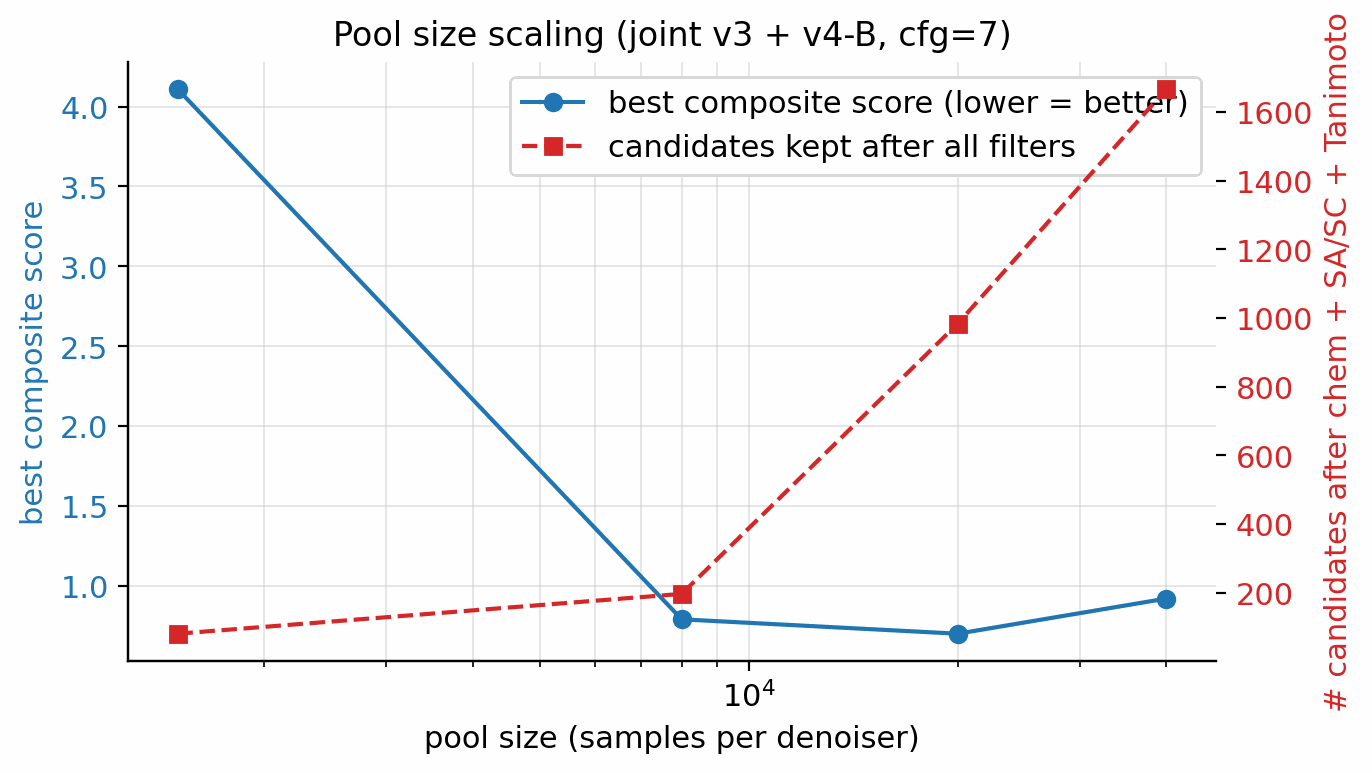 Pool size scaling (joint v3 + v4-B, cfg=7)
best composite score (lower = better)
candidates kept after all filters
best composite score
4.0
3.5
3.0
2.5
2.0
1.5
1.0
1600
1400
1200
1000
800
600
400
200
# candidates after chem + SA/SC + Tanimoto
10⁴
pool size (samples per denoiser)